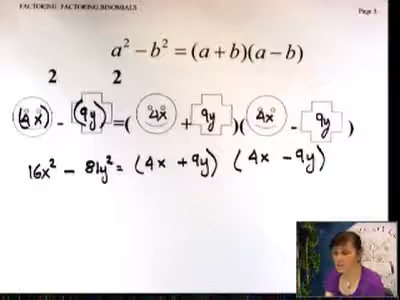 FACTORING: FACTORING BINOMIALS Page 3
a² − b² = (a + b)(a − b)
2 2
(4x) - (9y) = ( 4x + 9y ) ( 4x - 9y )
16x² - 81y² = (4x + 9y) (4x - 9y)